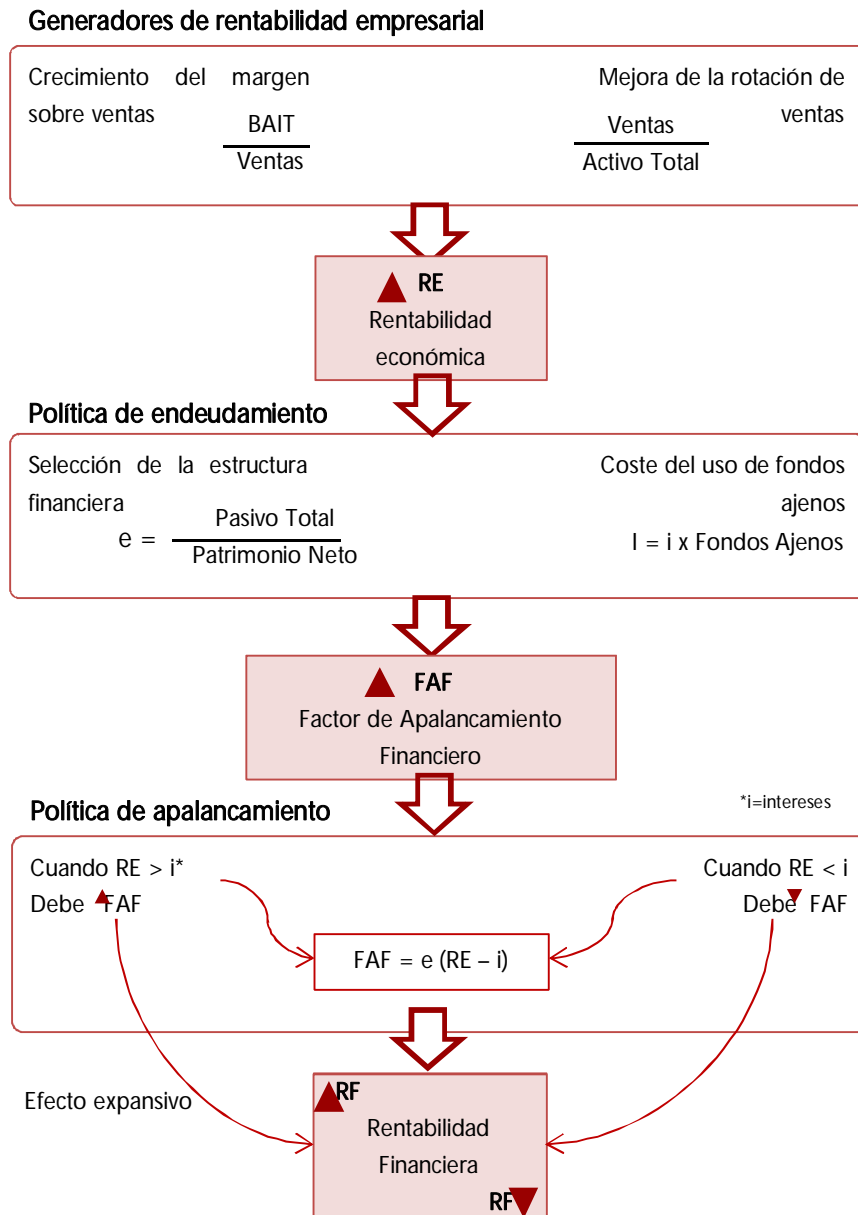 Generadores de rentabilidad empresarial
Crecimiento del margen
sobre ventas
BAIT
Ventas
Mejora de la rotación de
ventas
Ventas
Activo Total
RE
Rentabilidad
económica
Política de endeudamiento
Selección de la estructura
financiera
e = Pasivo Total
Patrimonio Neto
Coste del uso de fondos
ajenos
I = i x Fondos Ajenos
FAF
Factor de Apalancamiento
Financiero
Política de apalancamiento
*i=intereses
Cuando RE > i*
Debe FAF
Cuando RE < i
Debe FAF
FAF = e (RE – i)
Efecto expansivo
RF
Rentabilidad
Financiera
RF